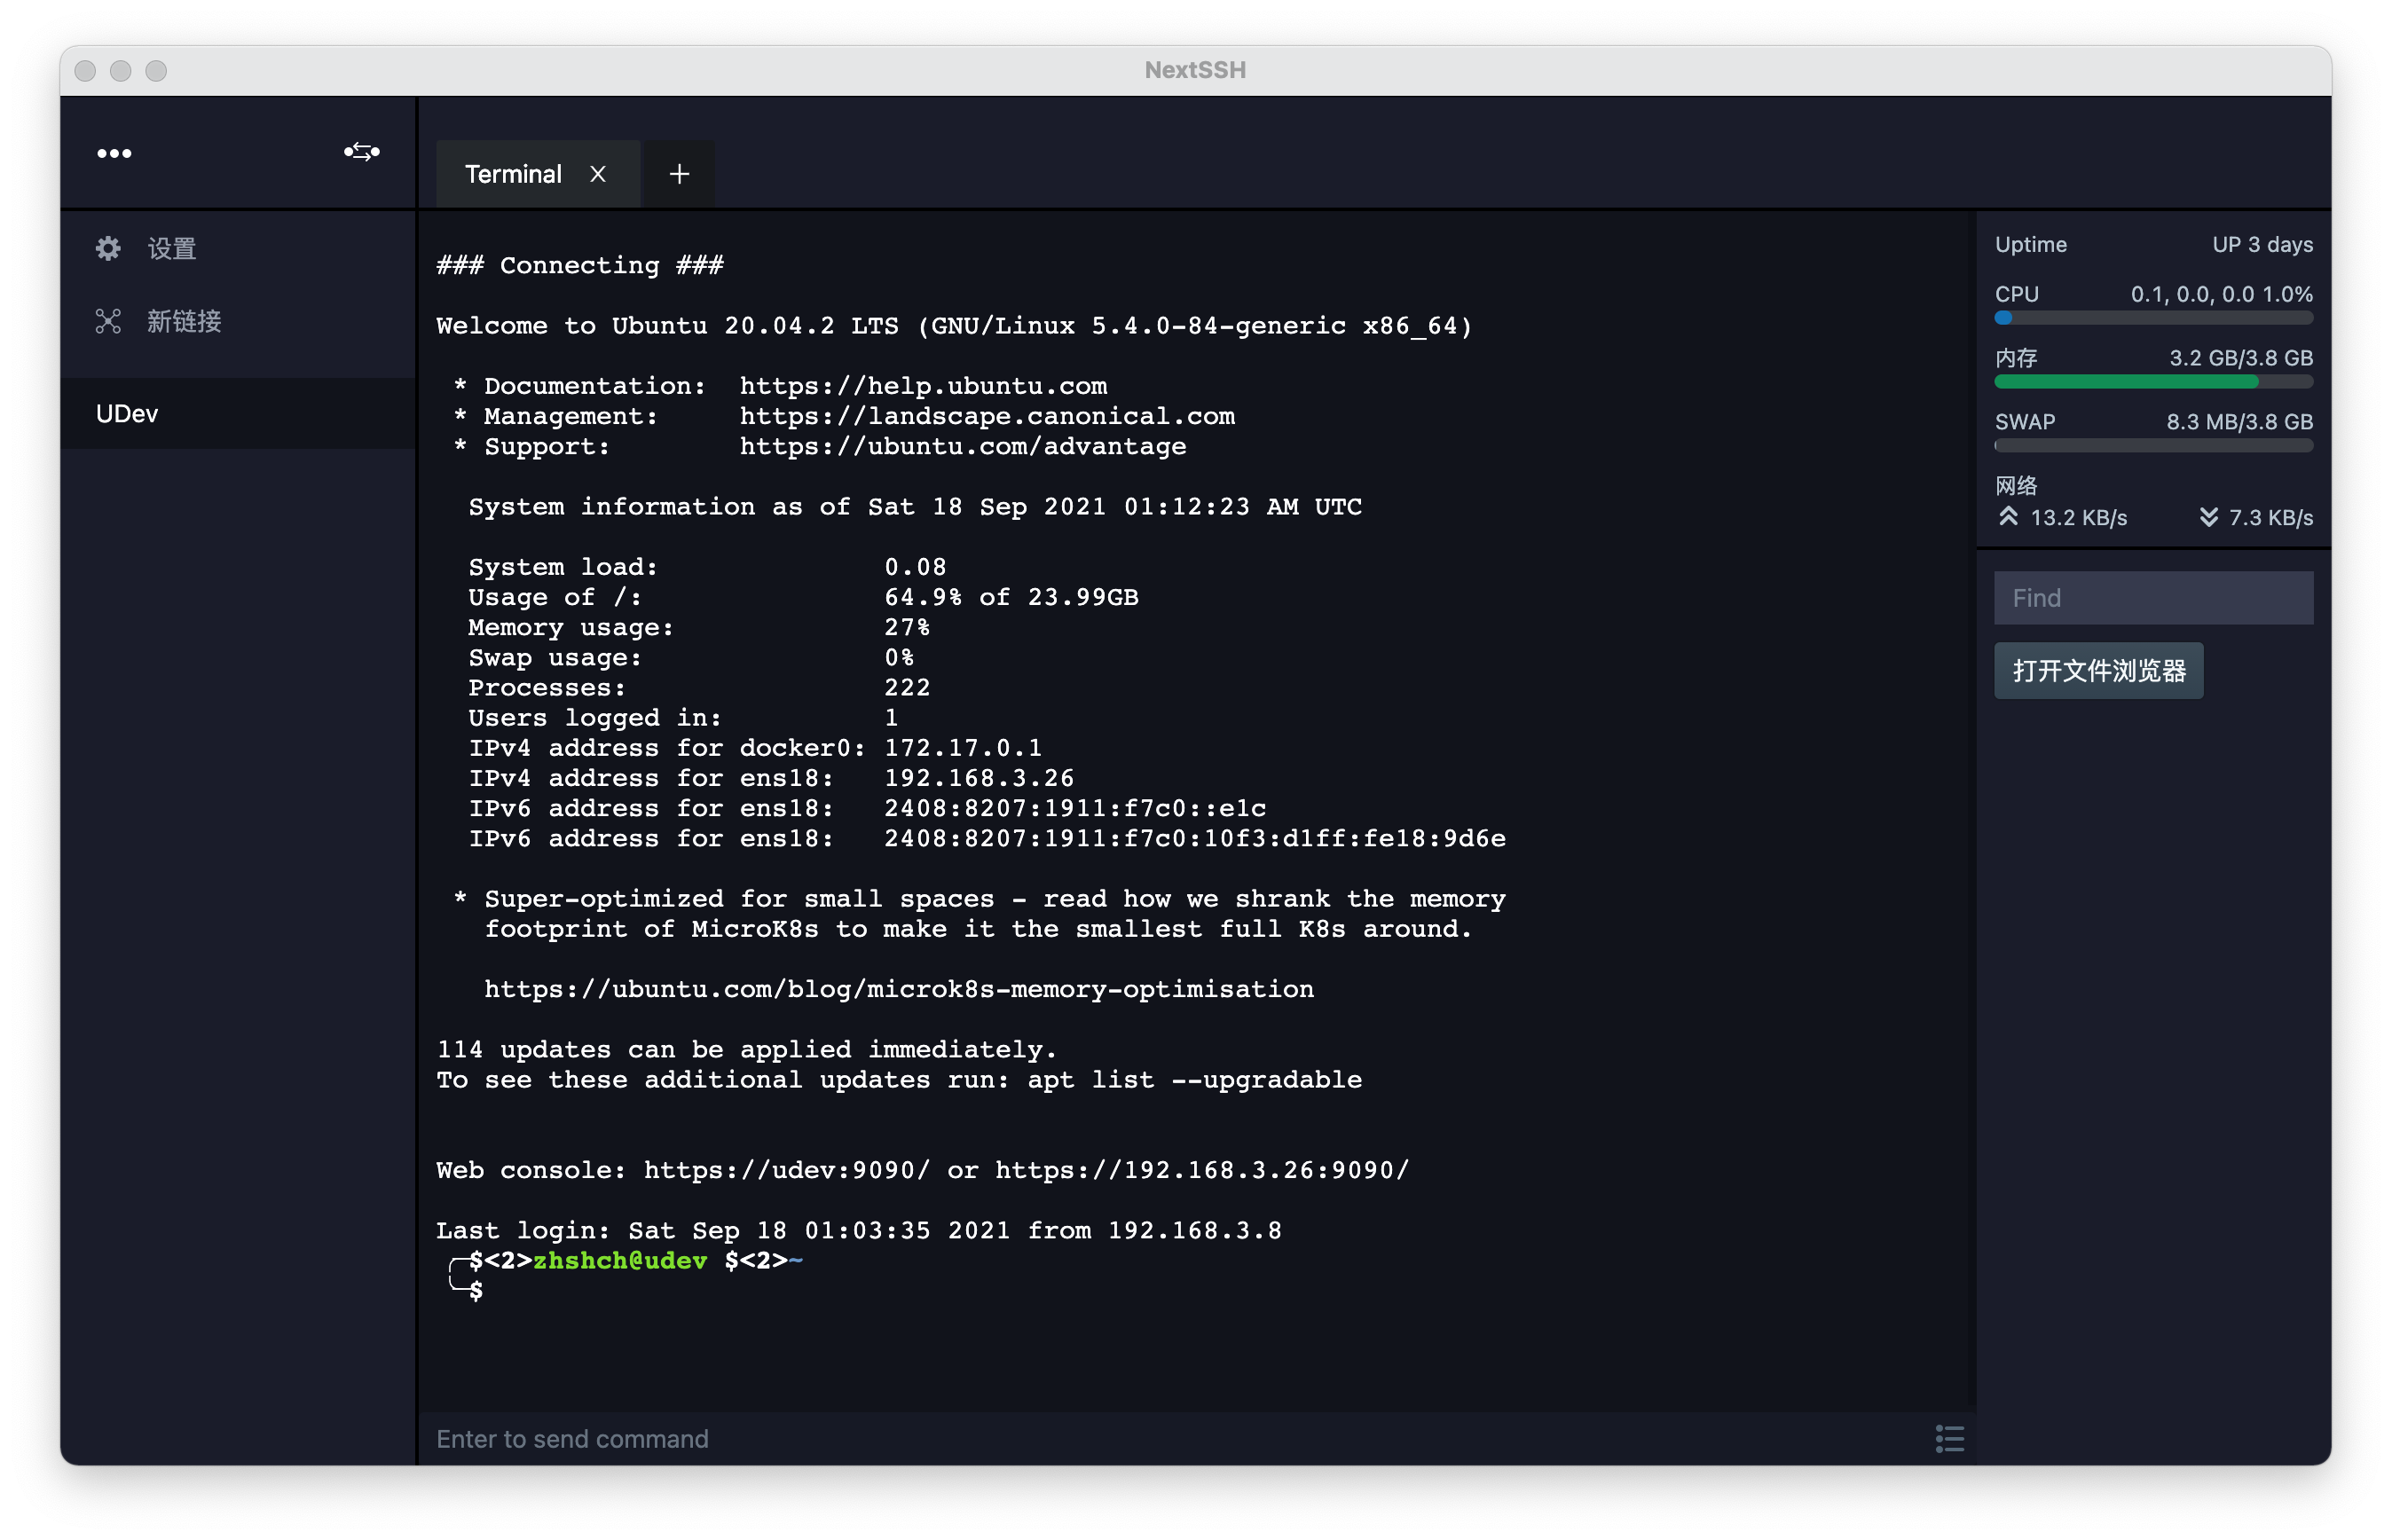 NextSSH
Terminal X +
设置
新链接
UDev
### Connecting ###
Welcome to Ubuntu 20.04.2 LTS (GNU/Linux 5.4.0-84-generic x86_64)
* Documentation:  https://help.ubuntu.com
* Management:     https://landscape.canonical.com
* Support:        https://ubuntu.com/advantage
System information as of Sat 18 Sep 2021 01:12:23 AM UTC
System load:              0.08
Usage of /:               64.9% of 23.99GB
Memory usage:             27%
Swap usage:               0%
Processes:                222
Users logged in:          1
IPv4 address for docker0: 172.17.0.1
IPv4 address for ens18:   192.168.3.26
IPv6 address for ens18:   2408:8207:1911:f7c0::e1c
IPv6 address for ens18:   2408:8207:1911:f7c0:10f3:d1ff:fe18:9d6e
* Super-optimized for small spaces - read how we shrank the memory
footprint of MicroK8s to make it the smallest full K8s around.
https://ubuntu.com/blog/microk8s-memory-optimisation
114 updates can be applied immediately.
To see these additional updates run: apt list --upgradable
Web console: https://udev:9090/ or https://192.168.3.26:9090/
Last login: Sat Sep 18 01:03:35 2021 from 192.168.3.8
╭─$<2>zhshch@udev $<2>~
╰─$
Enter to send command
Uptime UP 3 days
CPU 0.1, 0.0, 0.0 1.0%
内存 3.2 GB/3.8 GB
SWAP 8.3 MB/3.8 GB
网络
13.2 KB/s 7.3 KB/s
Find
打开文件浏览器